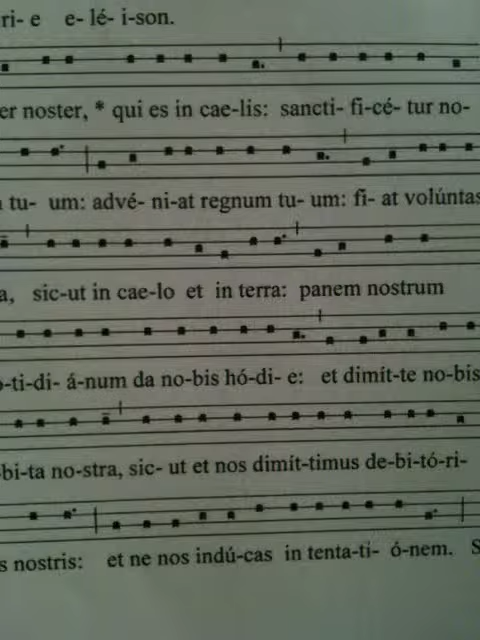 ri- e e- lé- i-son.
er noster, * qui es in cae-lis: sancti- fi-cé- tur no-
tu- um: advé- ni-at regnum tu- um: fi- at volúntas
a, sic-ut in cae-lo et in terra: panem nostrum
o-ti-di- á-num da no-bis hó-di- e: et dimít-te no-bis
bi-ta no-stra, sic- ut et nos dimít-timus de-bi-tó-ri-
s nostris: et ne nos indú-cas in tenta-ti- ó-nem. S